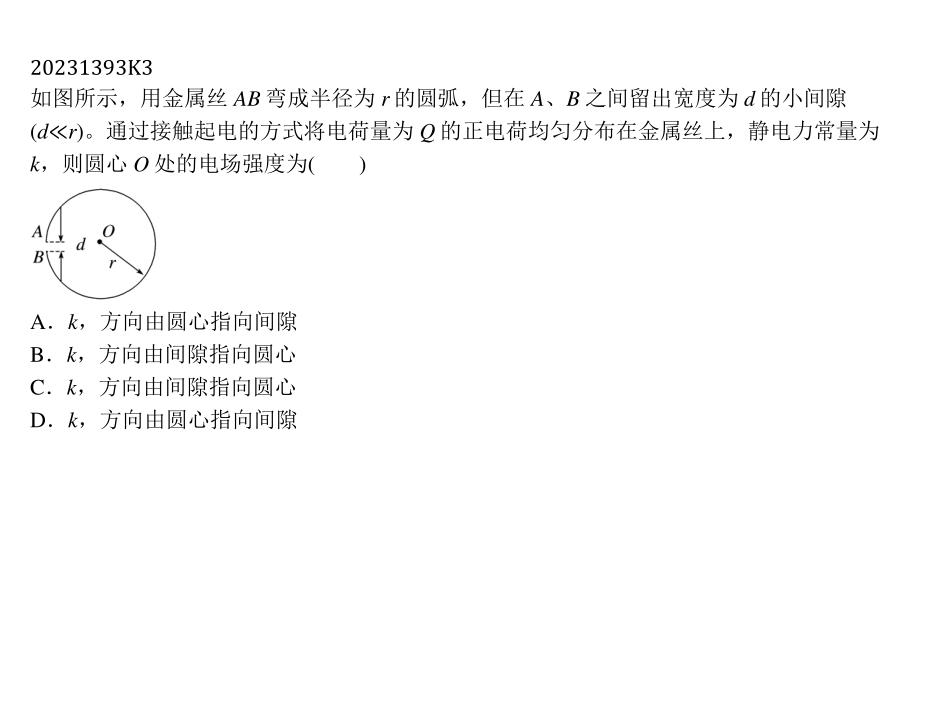 20231393K3
如图所示，用金属丝 AB 弯成半径为 r 的圆弧，但在 A、B 之间留出宽度为 d 的小间隙
(d≪r)。通过接触起电的方式将电荷量为 Q 的正电荷均匀分布在金属丝上，静电力常量为
k，则圆心 O 处的电场强度为(　　)
A
O
d
B
r
A．k，方向由圆心指向间隙
B．k，方向由间隙指向圆心
C．k，方向由间隙指向圆心
D．k，方向由圆心指向间隙